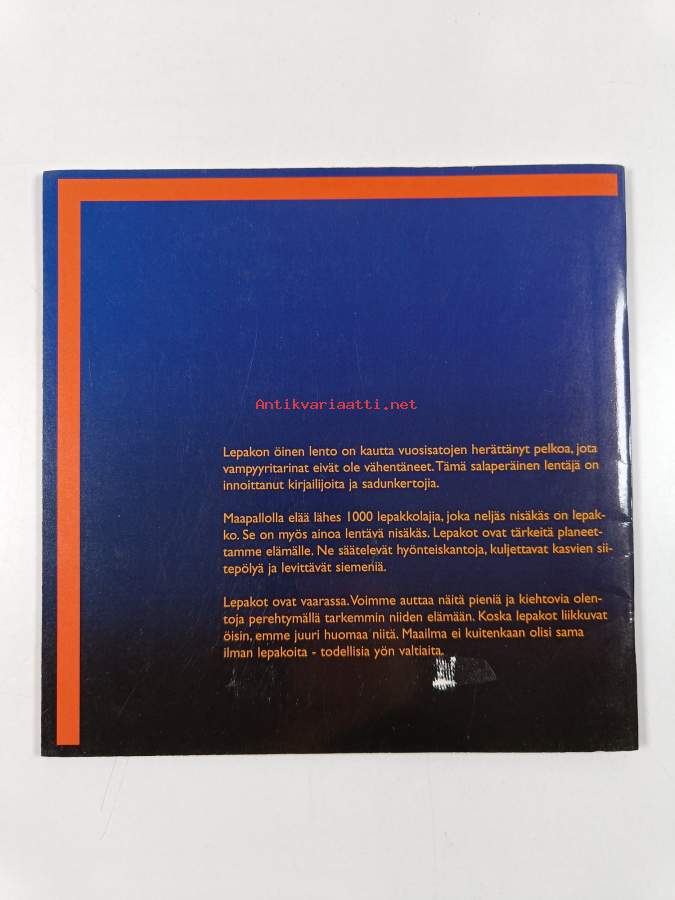 Antikvariaatti.net
Lepakon öinen lento on kautta vuosisatojen herättänyt pelkoa, jota
vampyyritarinat eivät ole vähentäneet. Tämä salaperäinen lentäjä on
innoittanut kirjailijoita ja sadunkertojia.
Maapallolla elää lähes 1000 lepakkolajia, joka neljäs nisäkäs on lepak-
ko. Se on myös ainoa lentävä nisäkäs. Lepakot ovat tärkeitä planeet-
tamme elämälle. Ne säätelevät hyönteiskantoja, kuljettavat kasvien sii-
tepölyä ja levittävät siemeniä.
Lepakot ovat vaarassa. Voimme auttaa näitä pieniä ja kiehtovia olen-
toja perehtymällä tarkemmin niiden elämään. Koska lepakot liikkuvat
öisin, emme juuri huomaa niitä. Maailma ei kuitenkaan olisi sama
ilman lepakoita - todellisia yön valtiaita.